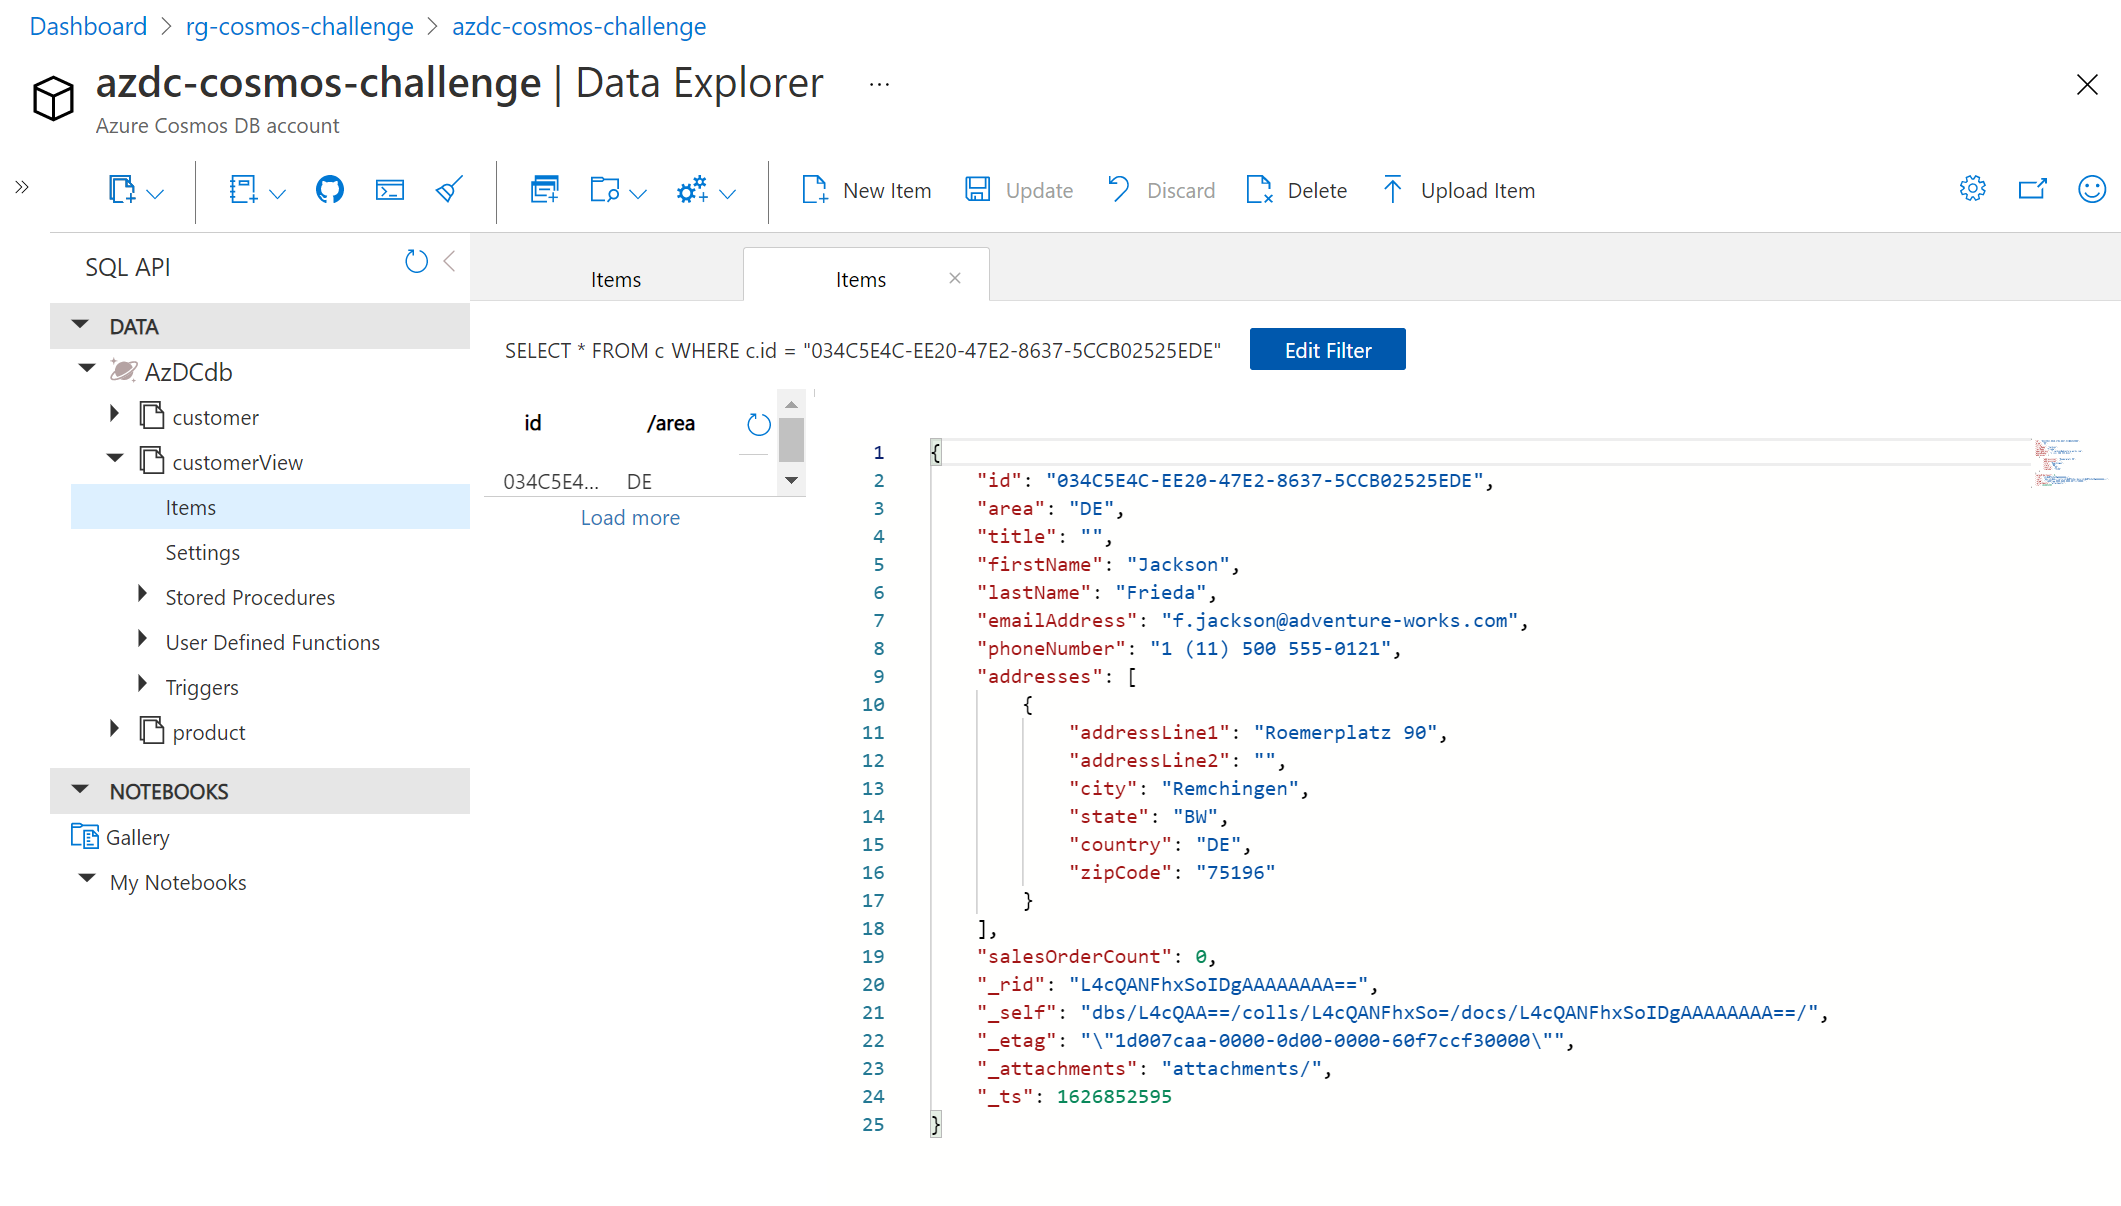 Dashboard > rg-cosmos-challenge > azdc-cosmos-challenge
azdc-cosmos-challenge | Data Explorer ...
Azure Cosmos DB account
New Item Update Discard Delete Upload Item
SQL API
DATA
AzDCdb
customer
customerView
Items
Settings
Stored Procedures
User Defined Functions
Triggers
product
NOTEBOOKS
Gallery
My Notebooks
Items Items
SELECT * FROM c WHERE c.id = "034C5E4C-EE20-47E2-8637-5CCB02525EDE" Edit Filter
id /area
034C5E4... DE
Load more
1 {
2 "id": "034C5E4C-EE20-47E2-8637-5CCB02525EDE",
3 "area": "DE",
4 "title": "",
5 "firstName": "Jackson",
6 "lastName": "Frieda",
7 "emailAddress": "f.jackson@adventure-works.com",
8 "phoneNumber": "1 (11) 500 555-0121",
9 "addresses": [
10 {
11 "addressLine1": "Roemerplatz 90",
12 "addressLine2": "",
13 "city": "Remchingen",
14 "state": "BW",
15 "country": "DE",
16 "zipCode": "75196"
17 }
18 ],
19 "salesOrderCount": 0,
20 "_rid": "L4cQANFhxSoIDgAAAAAAAA==",
21 "_self": "dbs/L4cQAA==/colls/L4cQANFhxSo=/docs/L4cQANFhxSoIDgAAAAAAAA==/",
22 "_etag": "\"1d007caa-0000-0d00-0000-60f7ccf30000\"",
23 "_attachments": "attachments/",
24 "_ts": 1626852595
25 }